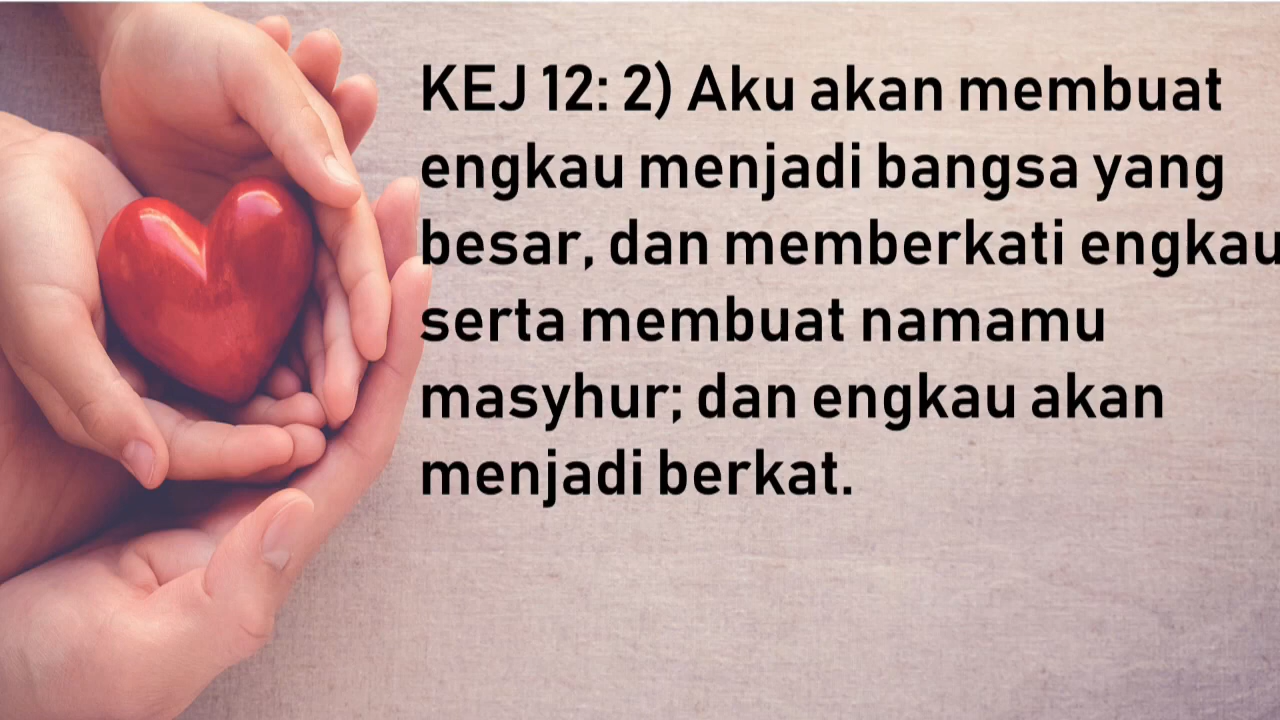 KEJ 12: 2) Aku akan membuat
engkau menjadi bangsa yang
besar, dan memberkati engkau
serta membuat namamu
masyhur; dan engkau akan
menjadi berkat.